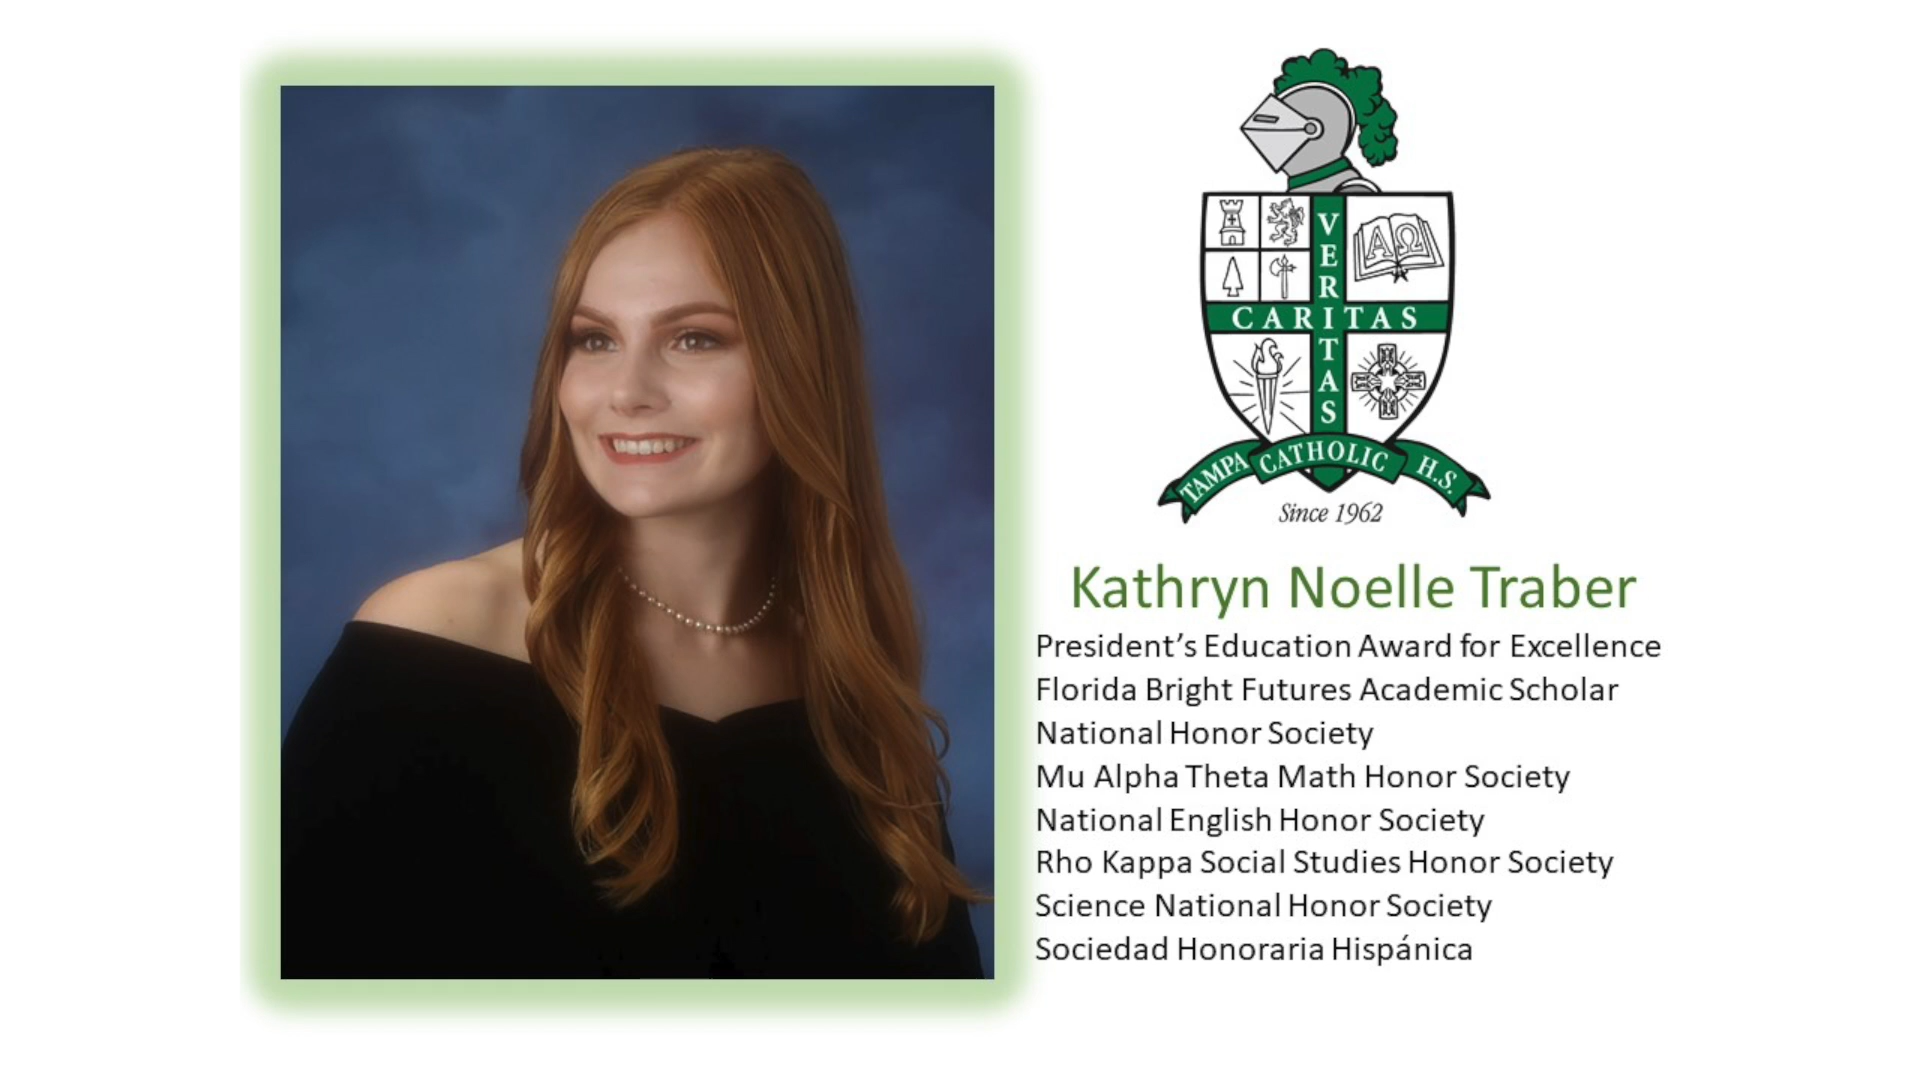 VERITAS
CARITAS
TAMPA CATHOLIC H.S.
Since 1962
ΑΩ
Kathryn Noelle Traber
President’s Education Award for Excellence
Florida Bright Futures Academic Scholar
National Honor Society
Mu Alpha Theta Math Honor Society
National English Honor Society
Rho Kappa Social Studies Honor Society
Science National Honor Society
Sociedad Honoraria Hispánica